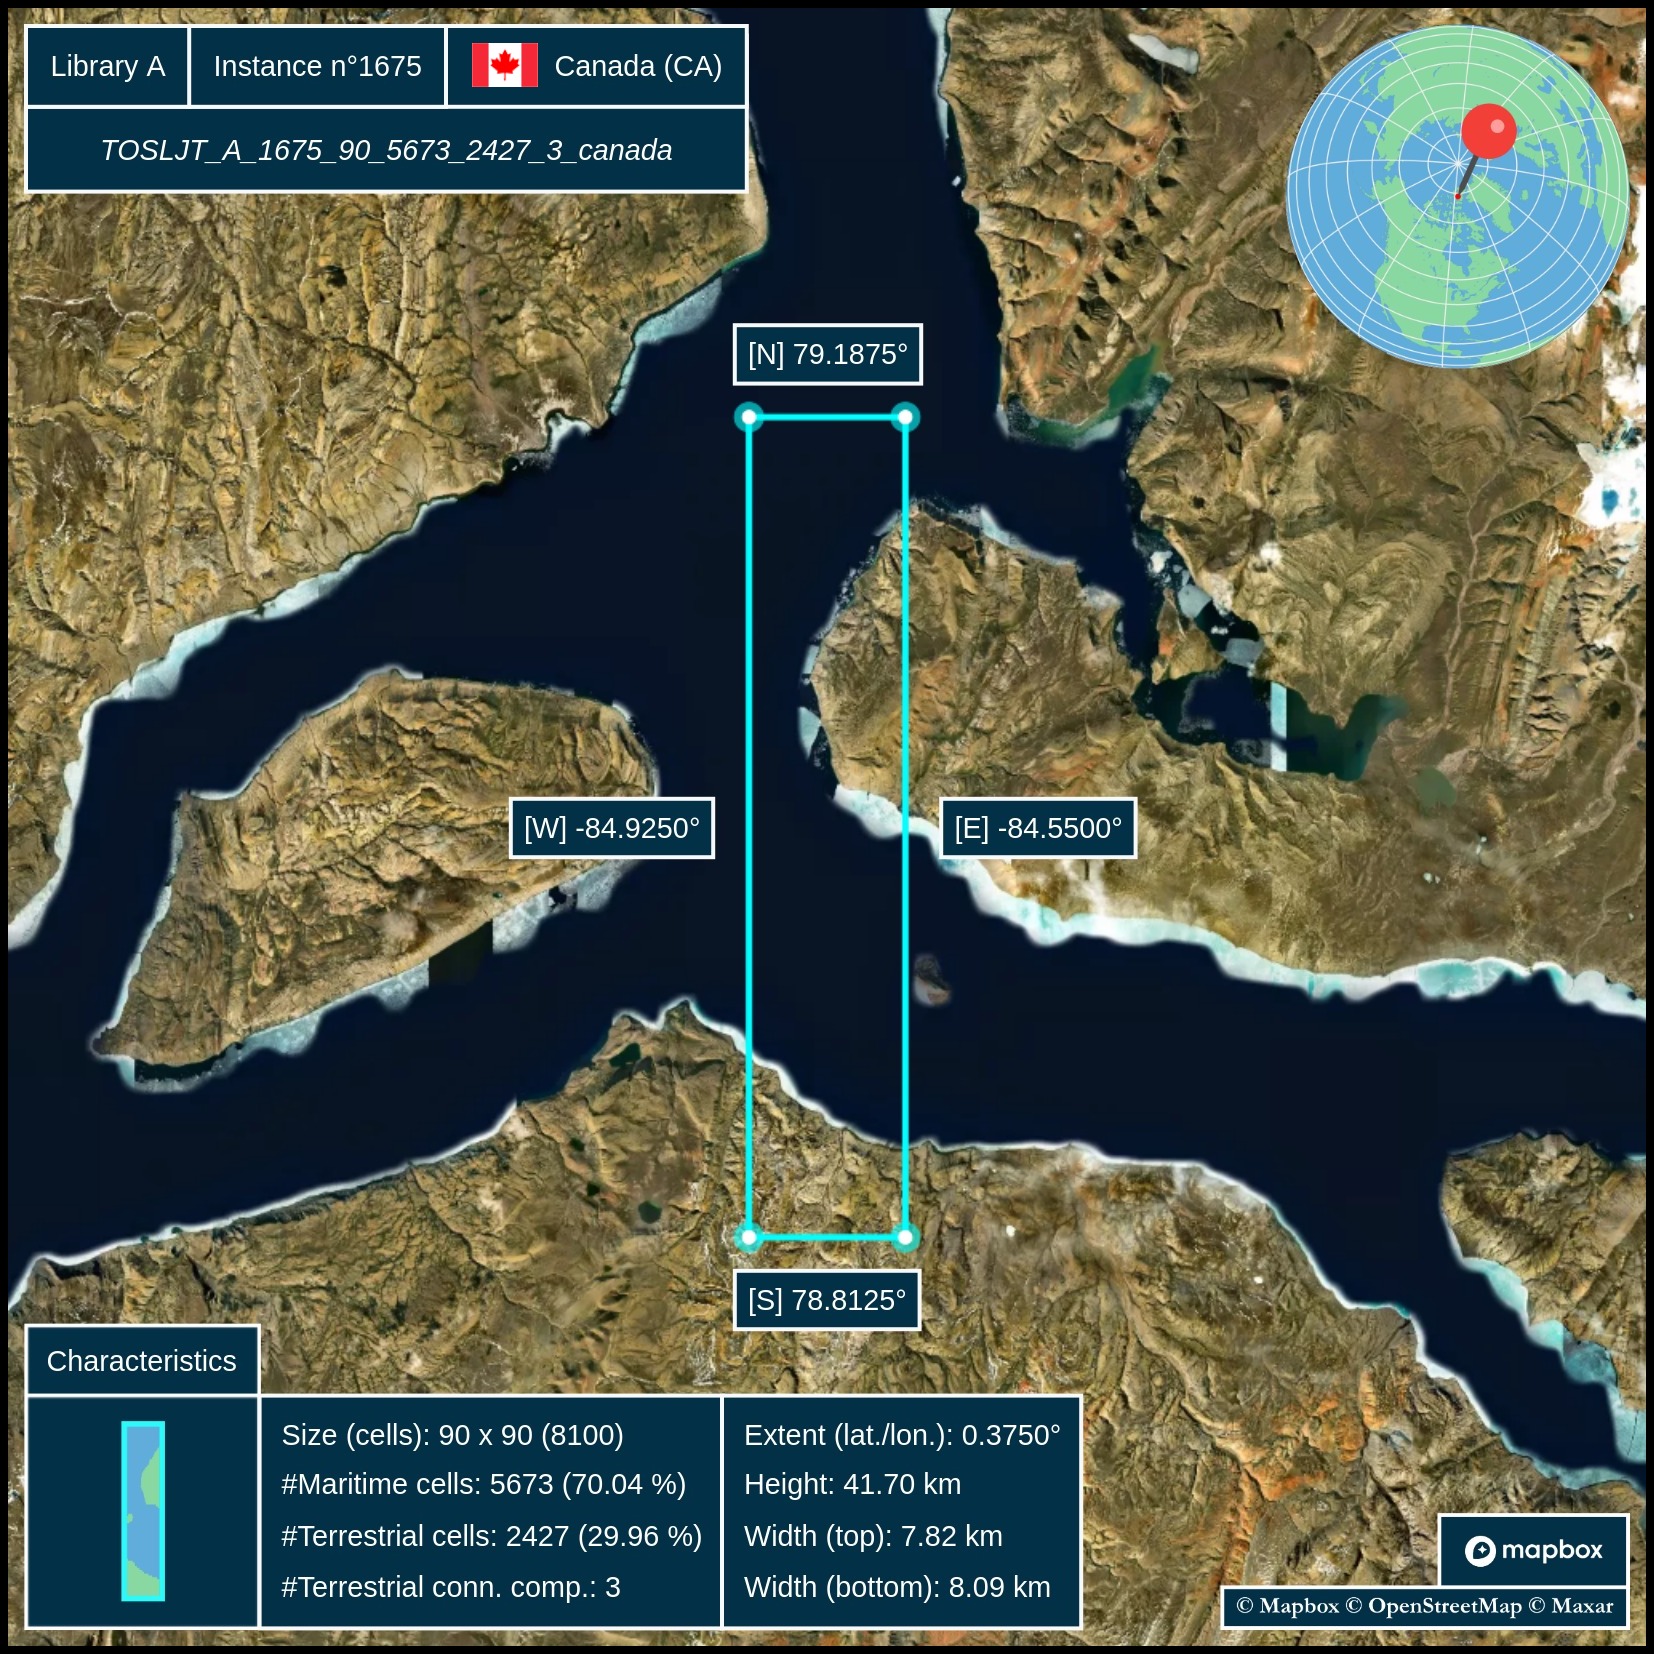 Library A
Instance n°1675
Canada (CA)
TOSLJT_A_1675_90_5673_2427_3_canada
[N] 79.1875°
[W] -84.9250°
[E] -84.5500°
[S] 78.8125°
Characteristics
Size (cells): 90 x 90 (8100)
#Maritime cells: 5673 (70.04 %)
#Terrestrial cells: 2427 (29.96 %)
#Terrestrial conn. comp.: 3
Extent (lat./lon.): 0.3750°
Height: 41.70 km
Width (top): 7.82 km
Width (bottom): 8.09 km
mapbox
© Mapbox © OpenStreetMap © Maxar